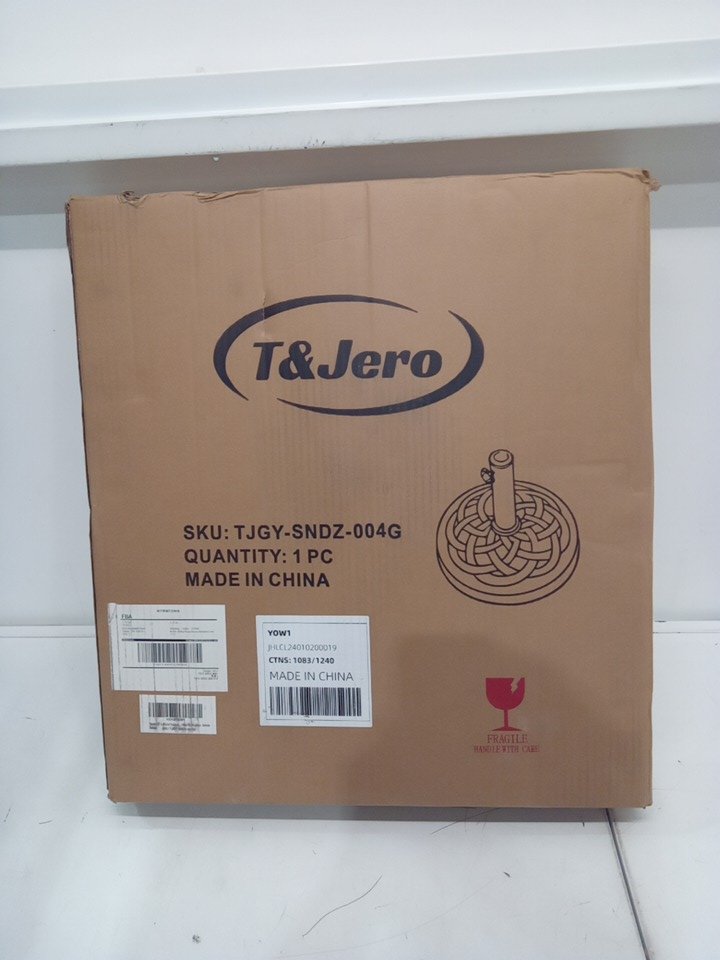 T&Jero
SKU: TJGY-SNDZ-004G
QUANTITY: 1 PC
MADE IN CHINA
FBA
YOW1
JHLCL24010200019
CTNS: 1083/1240
MADE IN CHINA
FRAGILE
HANDLE WITH CARE